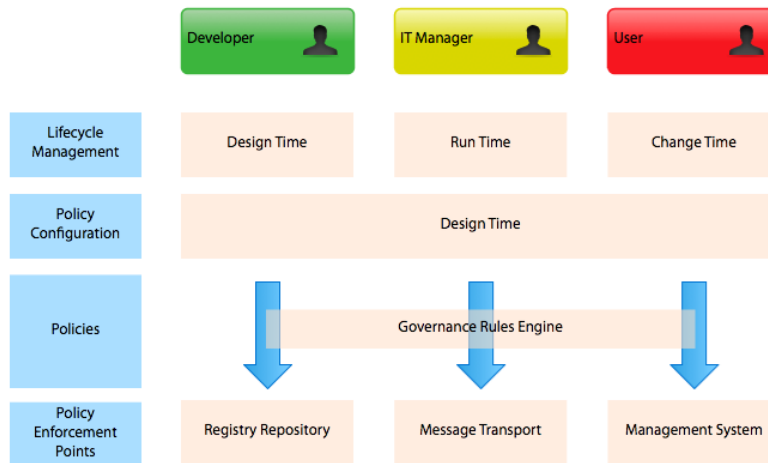 Developer
IT Manager
User
Lifecycle
Management
Design Time
Run Time
Change Time
Policy
Configuration
Design Time
Policies
Governance Rules Engine
Policy
Enforcement
Points
Registry Repository
Message Transport
Management System